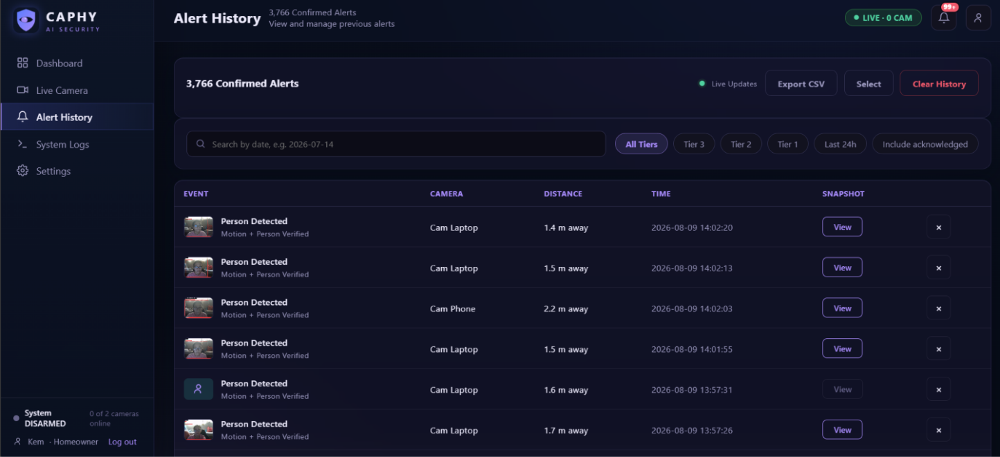 CAPHY
AI SECURITY
Dashboard
Live Camera
Alert History
System Logs
Settings
System
DISARMED
0 of 2 cameras
online
Kem · Homeowner Log out
Alert History
3,766 Confirmed Alerts
View and manage previous alerts
LIVE · 0 CAM
99+
3,766 Confirmed Alerts
Live Updates
Export CSV
Select
Clear History
Search by date, e.g. 2026-07-14
All Tiers
Tier 3
Tier 2
Tier 1
Last 24h
Include acknowledged
EVENT CAMERA DISTANCE TIME SNAPSHOT
Person Detected
Motion + Person Verified
Cam Laptop 1.4 m away 2026-08-09 14:02:20 View ×
Person Detected
Motion + Person Verified
Cam Laptop 1.5 m away 2026-08-09 14:02:13 View ×
Person Detected
Motion + Person Verified
Cam Phone 2.2 m away 2026-08-09 14:02:03 View ×
Person Detected
Motion + Person Verified
Cam Laptop 1.5 m away 2026-08-09 14:01:55 View ×
Person Detected
Motion + Person Verified
Cam Laptop 1.6 m away 2026-08-09 13:57:31 View ×
Person Detected
Motion + Person Verified
Cam Laptop 1.7 m away 2026-08-09 13:57:26 View ×